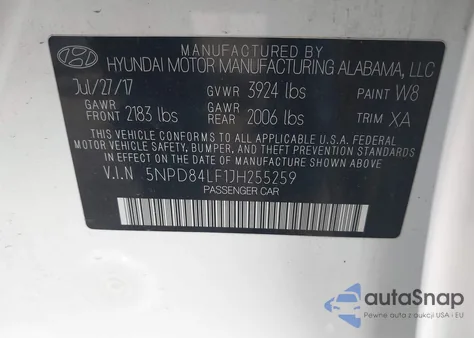 MANUFACTURED BY
HYUNDAI MOTOR MANUFACTURING ALABAMA, LLC
Jul/27/17 GVWR 3924 lbs PAINT W8
GAWR FRONT 2183 lbs GAWR REAR 2006 lbs TRIM XA
THIS VEHICLE CONFORMS TO ALL APPLICABLE U.S.A. FEDERAL
MOTOR VEHICLE SAFETY, BUMPER, AND THEFT PREVENTION STANDARDS
IN EFFECT ON THE DATE OF MANUFACTURE SHOWN ABOVE.
V.I.N 5NPD84LF1JH255259
PASSENGER CAR
autoSnap
Pewne auta z aukcji USA i EU